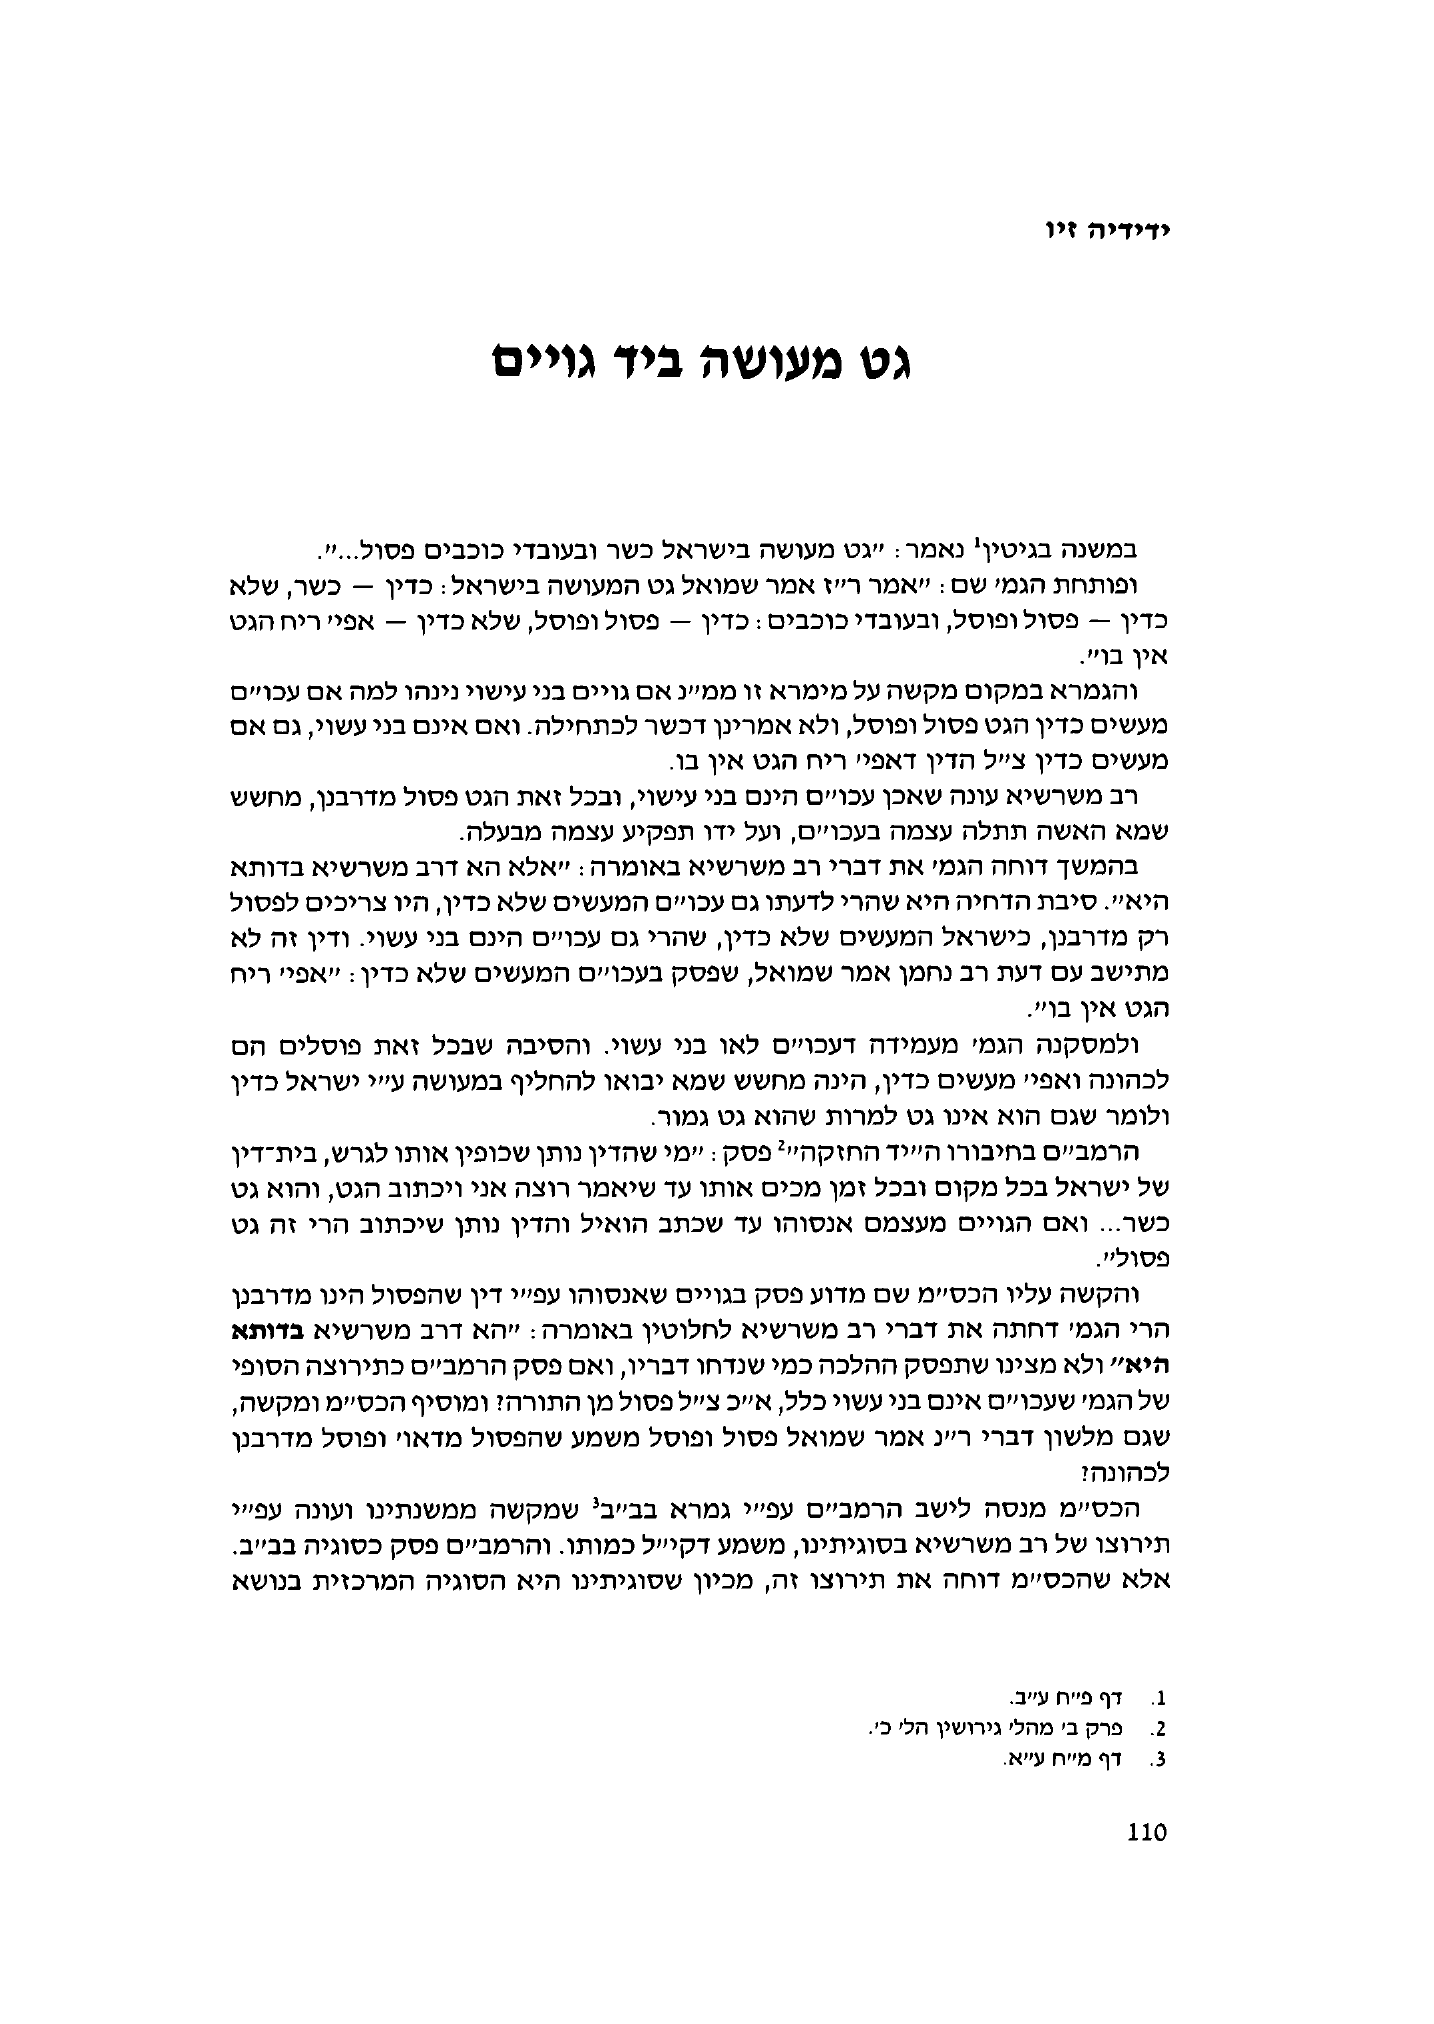 ידידיה זיו
גט מעושה ביד גויים
במשנה בגיטין1 נאמר: ״גט מעושה בישראל כשר ובעובדי כוכבים פסול...״.
ופותחת הגמ׳ שם: ״אמר ר״ז אמר שמואל גט המעושה בישראל: כדין — כשר, שלא
כדין — פסול ופוסל, ובעובדי כוכבים: כדין — פסול ופוסל, שלא כדין — אפי׳ ריח הגט
אין בו״.
והגמרא במקום מקשה על מימרא זו ממ״נ אם גויים בני עישוי נינהו למה אם עכו״ם
מעשים כדין הגט פסול ופוסל, ולא אמרינן דכשר לכתחילה. ואם אינם בני עשוי, גם אם
מעשים כדין צ״ל הדין דאפי׳ ריח הגט אין בו.
רב משרשיא עונה שאכן עכו״ם הינם בני עישוי, ובכל זאת הגט פסול מדרבנן, מחשש
שמא האשה תתלה עצמה בעכו״ם, ועל ידו תפקיע עצמה מבעלה.
בהמשך דוחה הגמ׳ את דברי רב משרשיא באומרה: ״אלא הא דרב משרשיא בדותא
היא״. סיבת הדחיה היא שהרי לדעתו גם עכו״ם המעשים שלא כדין, היו צריכים לפסול
רק מדרבנן, כישראל המעשים שלא כדין, שהרי גם עכו״ם הינם בני עשוי. ודין זה לא
מתישב עם דעת רב נחמן אמר שמואל, שפסק בעכו״ם המעשים שלא כדין: ״אפי׳ ריח
הגט אין בו״.
ולמסקנה הגמ׳ מעמידה דעכו״ם לאו בני עשוי. והסיבה שבכל זאת פוסלים הם
לכהונה ואפי׳ מעשים כדין, הינה מחשש שמא יבואו להחליף במעושה ע״י ישראל כדין
ולומר שגם הוא אינו גט למרות שהוא גט גמור.
הרמב״ם בחיבורו ה״יד החזקה״2 פסק: ״מי שהדין נותן שכופין אותו לגרש, בית־דין
של ישראל בכל מקום ובכל זמן מכים אותו עד שיאמר רוצה אני ויכתוב הגט, והוא גט
כשר... ואם הגויים מעצמם אנסוהו עד שכתב הואיל והדין נותן שיכתוב הרי זה גט
פסול״.
והקשה עליו הכס״מ שם מדוע פסק בגויים שאנסוהו עפ״י דין שהפסול הינו מדרבנן
הרי הגמ׳ דחתה את דברי רב משרשיא לחלוטין באומרה: ״הא דרב משרשיא בדותא
היא״ ולא מצינו שתפסק ההלכה כמי שנדחו דבריו, ואם פסק הרמב״ם כתירוצה הסופי
של הגמ׳ שעכו״ם אינם בני עשוי כלל, א״כ צ״ל פסול מן התורה? ומוסיף הכס״מ ומקשה,
שגם מלשון דברי ר״נ אמר שמואל פסול ופוסל משמע שהפסול מדאו׳ ופוסל מדרבנן
לכהונה?
הכס״מ מנסה לישב הרמב״ם עפ״י גמרא בב״ב3 שמקשה ממשנתינו ועונה עפ״י
תירוצו של רב משרשיא בסוגיתינו, משמע דקי״ל כמותו. והרמב״ם פסק כסוגיה בב״ב.
אלא שהכס״מ דוחה את תירוצו זה, מכיון שסוגיתינו היא הסוגיה המרכזית בנושא
1. דף פ״ח ע״ב.
2. פרק ב׳ מהל׳ גירושין הל׳ כ׳.
3. דף מ״ח ע״א.
110